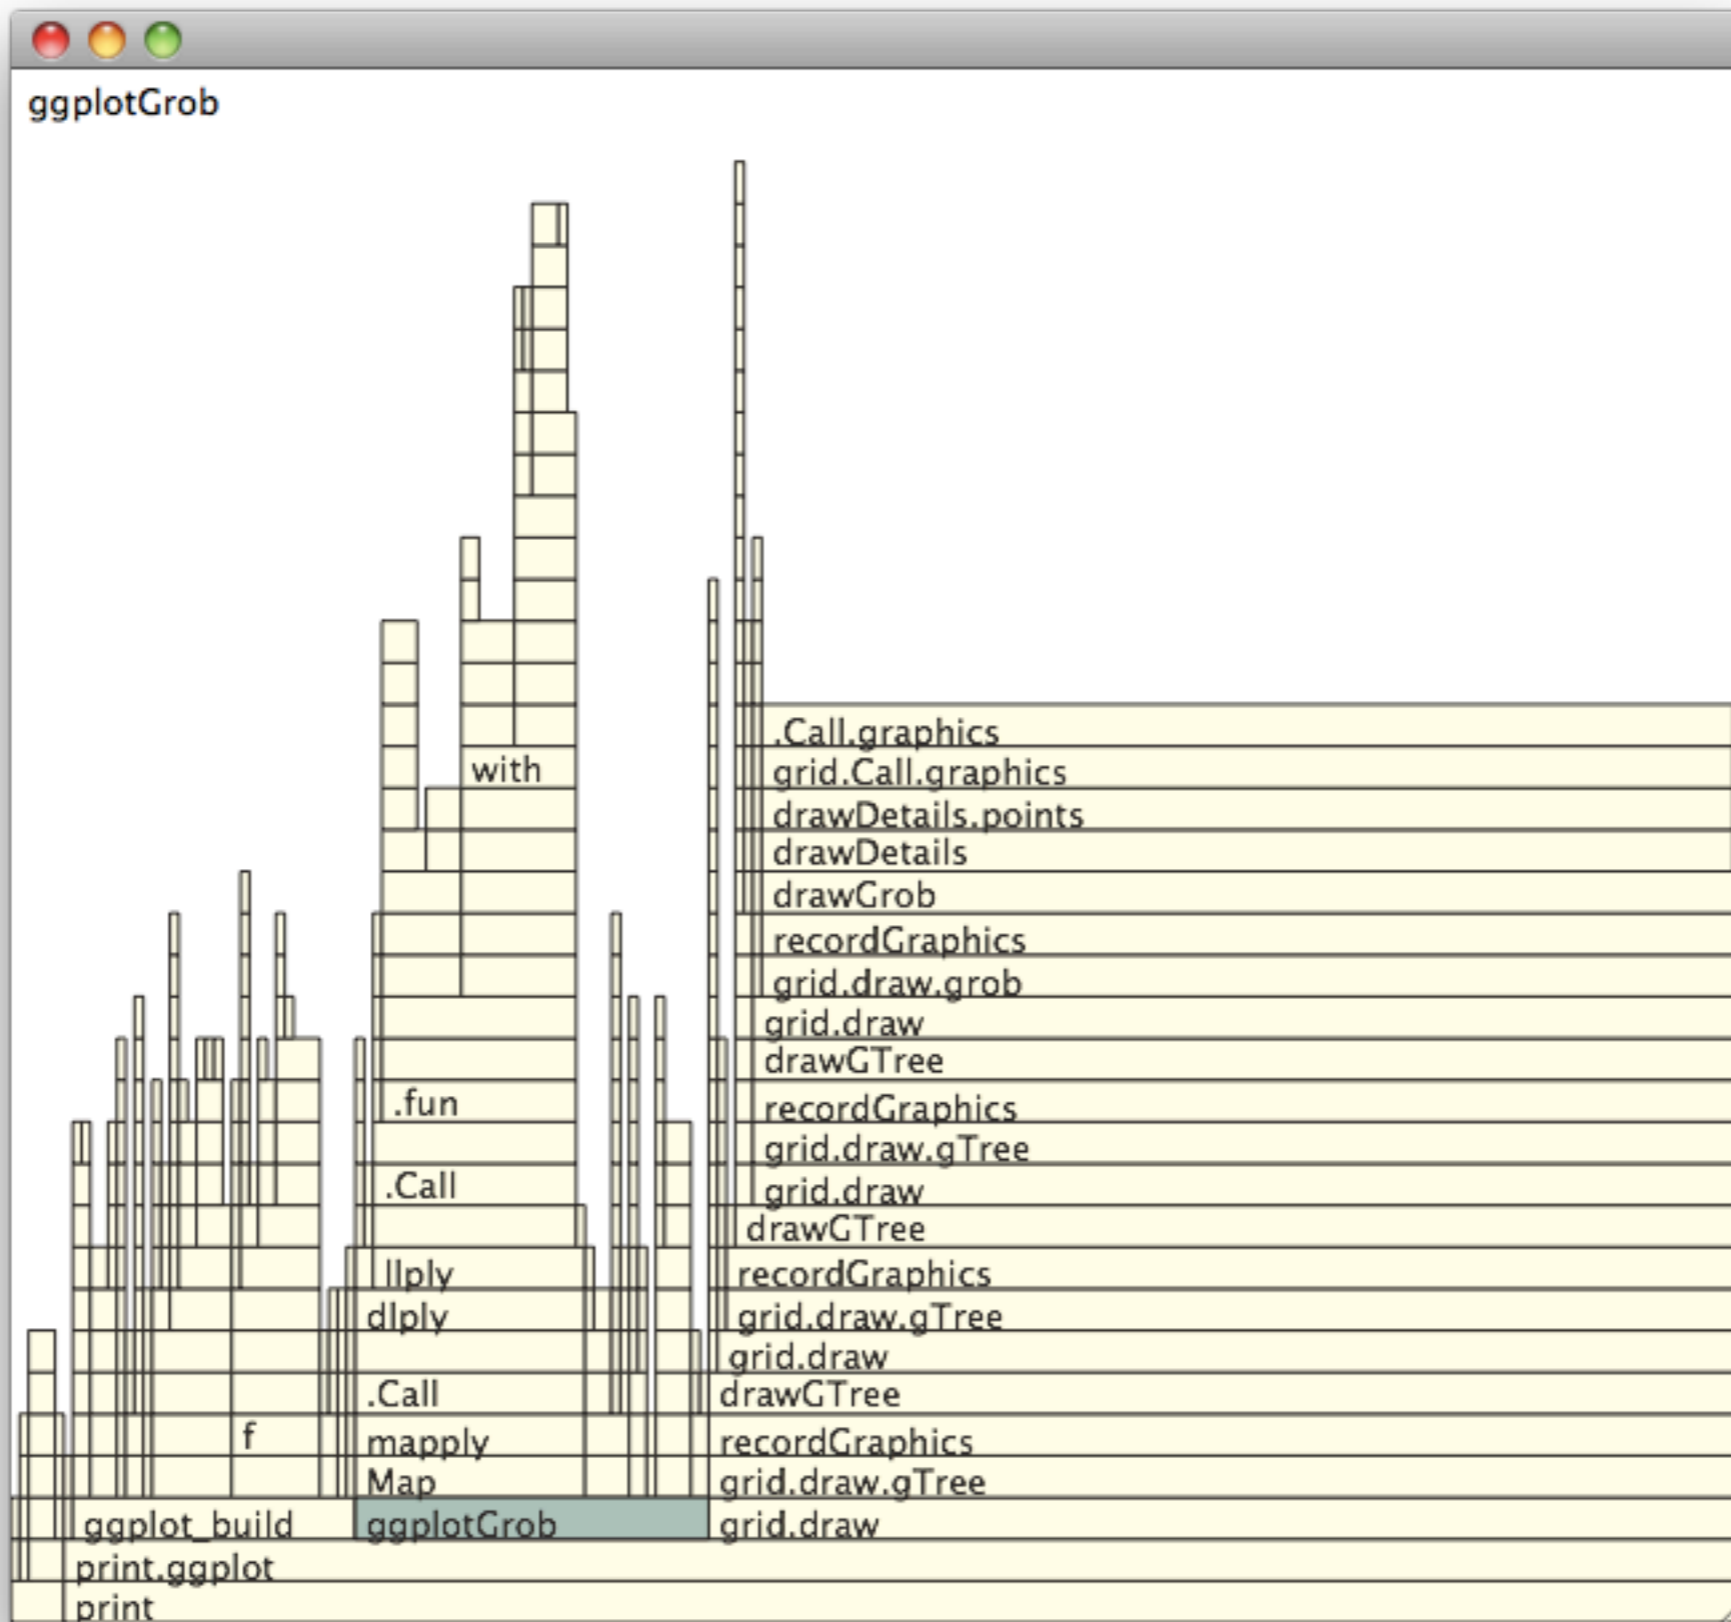 ggplotGrob
.Call.graphics
with
grid.Call.graphics
drawDetails.points
drawDetails
drawGrob
recordGraphics
grid.draw.grob
grid.draw
drawGTree
.fun
recordGraphics
grid.draw.gTree
.Call
grid.draw
drawGTree
llply
recordGraphics
dlply
grid.draw.gTree
grid.draw
.Call
drawGTree
f
mapply
recordGraphics
Map
grid.draw.gTree
ggplot_build
ggplotGrob
grid.draw
print.ggplot
print